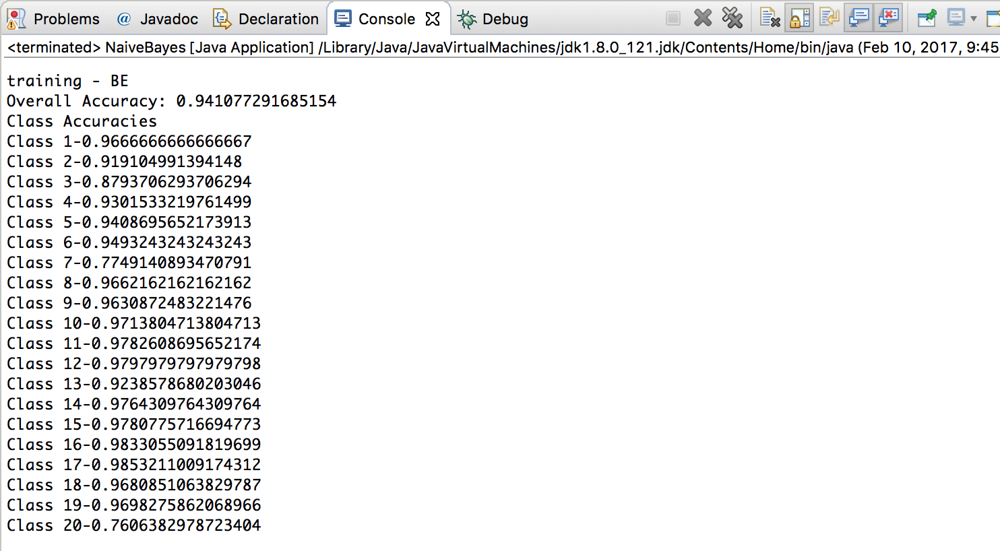 Problems @ Javadoc Declaration Console Debug
<terminated> NaiveBayes [Java Application] /Library/Java/JavaVirtualMachines/jdk1.8.0_121.jdk/Contents/Home/bin/java (Feb 10, 2017, 9:45
training - BE
Overall Accuracy: 0.941077291685154
Class Accuracies
Class 1-0.9666666666666667
Class 2-0.919104991394148
Class 3-0.8793706293706294
Class 4-0.9301533219761499
Class 5-0.9408695652173913
Class 6-0.9493243243243243
Class 7-0.7749140893470791
Class 8-0.9662162162162162
Class 9-0.9630872483221476
Class 10-0.9713804713804713
Class 11-0.9782608695652174
Class 12-0.9797979797979798
Class 13-0.9238578680203046
Class 14-0.9764309764309764
Class 15-0.9780775716694773
Class 16-0.9833055091819699
Class 17-0.9853211009174312
Class 18-0.9680851063829787
Class 19-0.9698275862068966
Class 20-0.7606382978723404